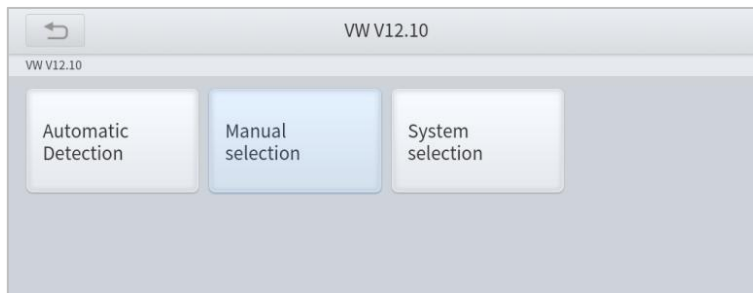 VW V12.10
VW V12.10
Automatic
Detection
Manual
selection
System
selection